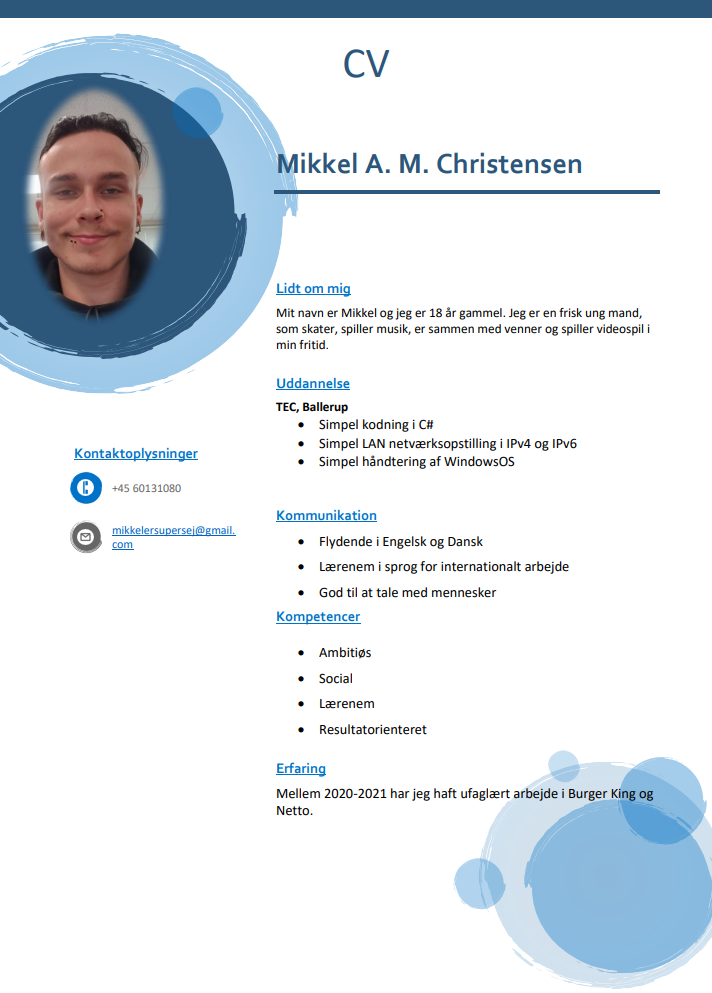 CV
Mikkel A. M. Christensen
Lidt om mig
Mit navn er Mikkel og jeg er 18 år gammel. Jeg er en frisk ung mand,
som skater, spiller musik, er sammen med venner og spiller videospil i
min fritid.
Uddannelse
TEC, Ballerup
• Simpel kodning i C#
• Simpel LAN netværksopstilling i IPv4 og IPv6
• Simpel håndtering af WindowsOS
Kontaktoplysninger
+45 60131080
mikkelersupersej@gmail.
com
Kommunikation
• Flydende i Engelsk og Dansk
• Lærenem i sprog for internationalt arbejde
• God til at tale med mennesker
Kompetencer
• Ambitiøs
• Social
• Lærenem
• Resultatorienteret
Erfaring
Mellem 2020-2021 har jeg haft ufaglært arbejde i Burger King og
Netto.